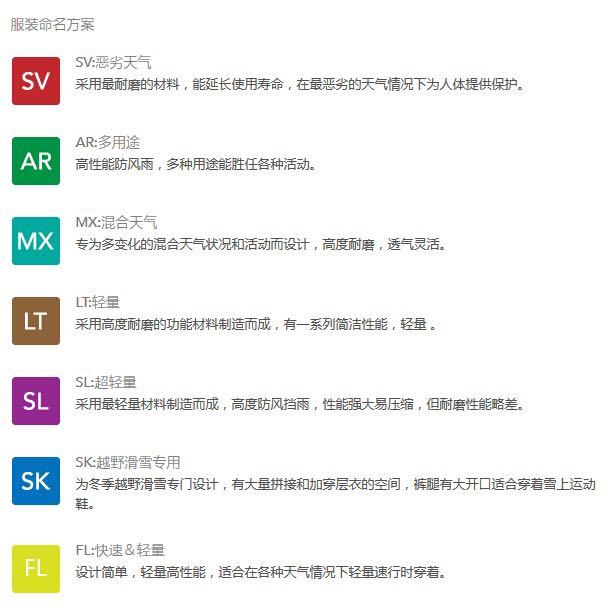 服装命名方案
SV
SV:恶劣天气
采用最耐磨的材料，能延长使用寿命，在最恶劣的天气情况下为人体提供保护。
AR
AR:多用途
高性能防风雨，多种用途能胜任各种活动。
MX
MX:混合天气
专为多变化的混合天气状况和活动而设计，高度耐磨，透气灵活。
LT
LT:轻量
采用高度耐磨的功能材料制造而成，有一系列简洁性能，轻量 。
SL
SL:超轻量
采用最轻量材料制造而成，高度防风挡雨，性能强大易压缩，但耐磨性能略差。
SK
SK:越野滑雪专用
为冬季越野滑雪专门设计，有大量拼接和加穿层衣的空间，裤腿有大开口适合穿着雪上运动
鞋。
FL
FL:快速＆轻量
设计简单，轻量高性能，适合在各种天气情况下轻量速行时穿着。